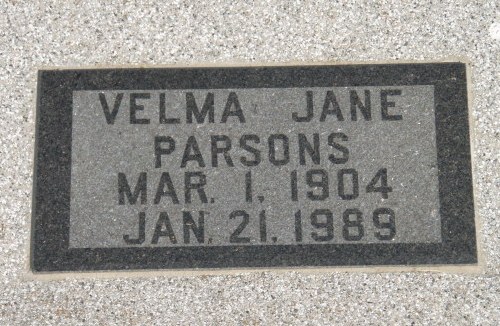 VELMA JANE
PARSONS
MAR. 1, 1904
JAN. 21, 1989